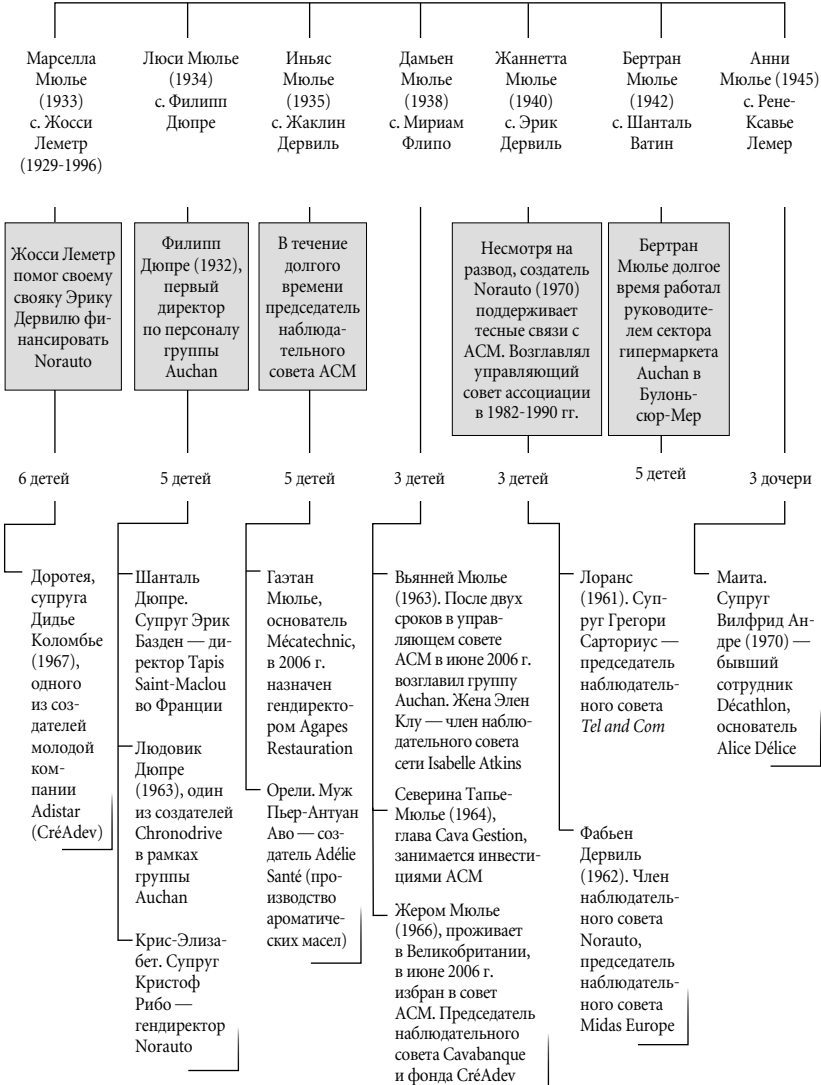 Марселла
Мюлье
(1933)
с. Жосси
Леметр
(1929-1996)
Люси Мюлье
(1934)
с. Филипп
Дюпре
Иньяс
Мюлье
(1935)
с. Жаклин
Дервиль
Дамьен
Мюлье
(1938)
с. Мириам
Флипо
Жаннетта
Мюлье
(1940)
с. Эрик
Дервиль
Бертран
Мюлье
(1942)
с. Шанталь
Ватин
Анни
Мюлье (1945)
с. Рене-
Ксавье
Лемер
Жосси Леметр
помог своему
свояку Эрику
Дервилю фи-
нансировать
Norauto
Филипп
Дюпре (1932),
первый
директор
по персоналу
группы
Auchan
В течение
долгого
времени
председатель
наблюда-
тельного
совета АСМ
Несмотря на
развод, создатель
Norauto (1970)
поддерживает
тесные связи с
АСМ. Возглавлял
управляющий
совет ассоциации
в 1982-1990 гг.
Бертран
Мюлье долгое
время работал
руководите-
лем сектора
гипермаркета
Auchan в
Булонь-
сюр-Мер
6 детей
5 детей
5 детей
3 детей
3 детей
5 детей
3 дочери
Доротея,
супруга
Дидье
Коломбье
(1967),
одного
из соз-
дателей
молодой
ком-
пании
Adistar
(CréAdev)
Шанталь
Дюпре.
Супруг Эрик
Базден — ди-
ректор Tapis
Saint-Maclou
во Франции
Людовик
Дюпре
(1963), один
из создателей
Chronodrive
в рамках
группы
Auchan
Крис-Элиза-
бет. Супруг
Кристоф
Рибо —
гендиректор
Norauto
Гаэтан
Мюлье,
основатель
Mécatechnic,
в 2006 г.
назначен
гендиректо-
ром Agapes
Restauration
Орели. Муж
Пьер-Антуан
Аво — соз-
датель Adélie
Santé (про-
изводство
ароматиче-
ских масел)
Вьянней Мюлье
(1963). После двух
сроков в управ-
ляющем совете
АСМ в июне 2006 г.
возглавил группу
Auchan. Жена Элен
Клу — член наблю-
дательного совета
сети Isabelle Atkins
Северина Тапье-
Мюлье (1964),
глава Cava Gestion,
занимается инвести-
циями АСМ
Жером Мюлье
(1966), проживает
в Великобритании,
в июне 2006 г.
избран в совет
АСМ. Председатель
наблюдательного
совета Cavabanque
и фонда CréAdev
Лоранс
(1961). Суп-
руг Грегори
Сарториус —
председатель
наблюдатель-
ного совета
Tel and Com
Фабьен
Дервиль
(1962). Член
наблюдатель-
ного совета
Norauto,
председатель
наблюдатель-
ного совета
Midas Europe
Маита.
Супруг
Вилфрид Ан-
дре (1970) —
бывший
сотрудник
Décathlon,
основатель
Alice Délice